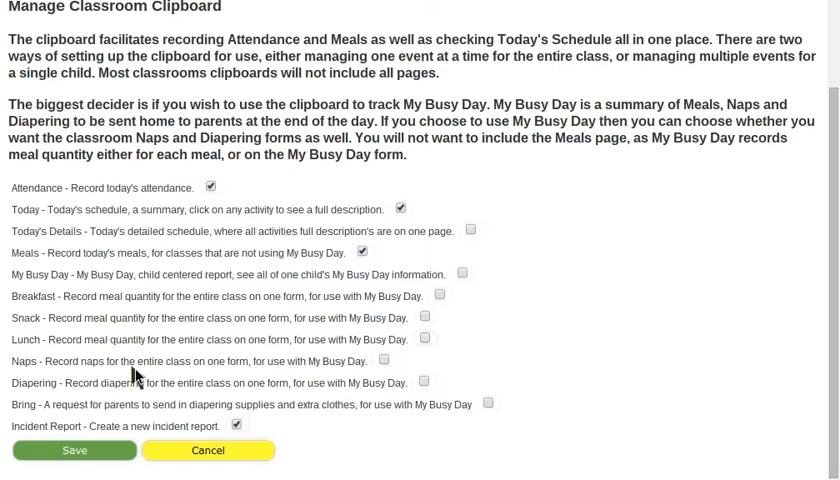 Manage Classroom Clipboard
The clipboard facilitates recording Attendance and Meals as well as checking Today's Schedule all in one place. There are two
ways of setting up the clipboard for use, either managing one event at a time for the entire class, or managing multiple events for
a single child. Most classrooms clipboards will not include all pages.
The biggest decider is if you wish to use the clipboard to track My Busy Day. My Busy Day is a summary of Meals, Naps and
Diapering to be sent home to parents at the end of the day. If you choose to use My Busy Day then you can choose whether you
want the classroom Naps and Diapering forms as well. You will not want to include the Meals page, as My Busy Day records
meal quantity either for each meal, or on the My Busy Day form.
Attendance - Record today's attendance.
Today - Today's schedule, a summary, click on any activity to see a full description.
Today's Details - Today's detailed schedule, where all activities full description's are on one page.
Meals - Record today's meals, for classes that are not using My Busy Day.
My Busy Day - My Busy Day, child centered report, see all of one child's My Busy Day information.
Breakfast - Record meal quantity for the entire class on one form, for use with My Busy Day.
Snack - Record meal quantity for the entire class on one form, for use with My Busy Day.
Lunch - Record meal quantity for the entire class on one form, for use with My Busy Day.
Naps - Record naps for the entire class on one form, for use with My Busy Day.
Diapering - Record diapering for the entire class on one form, for use with My Busy Day.
Bring - A request for parents to send in diapering supplies and extra clothes, for use with My Busy Day
Incident Report - Create a new incident report.
Save Cancel